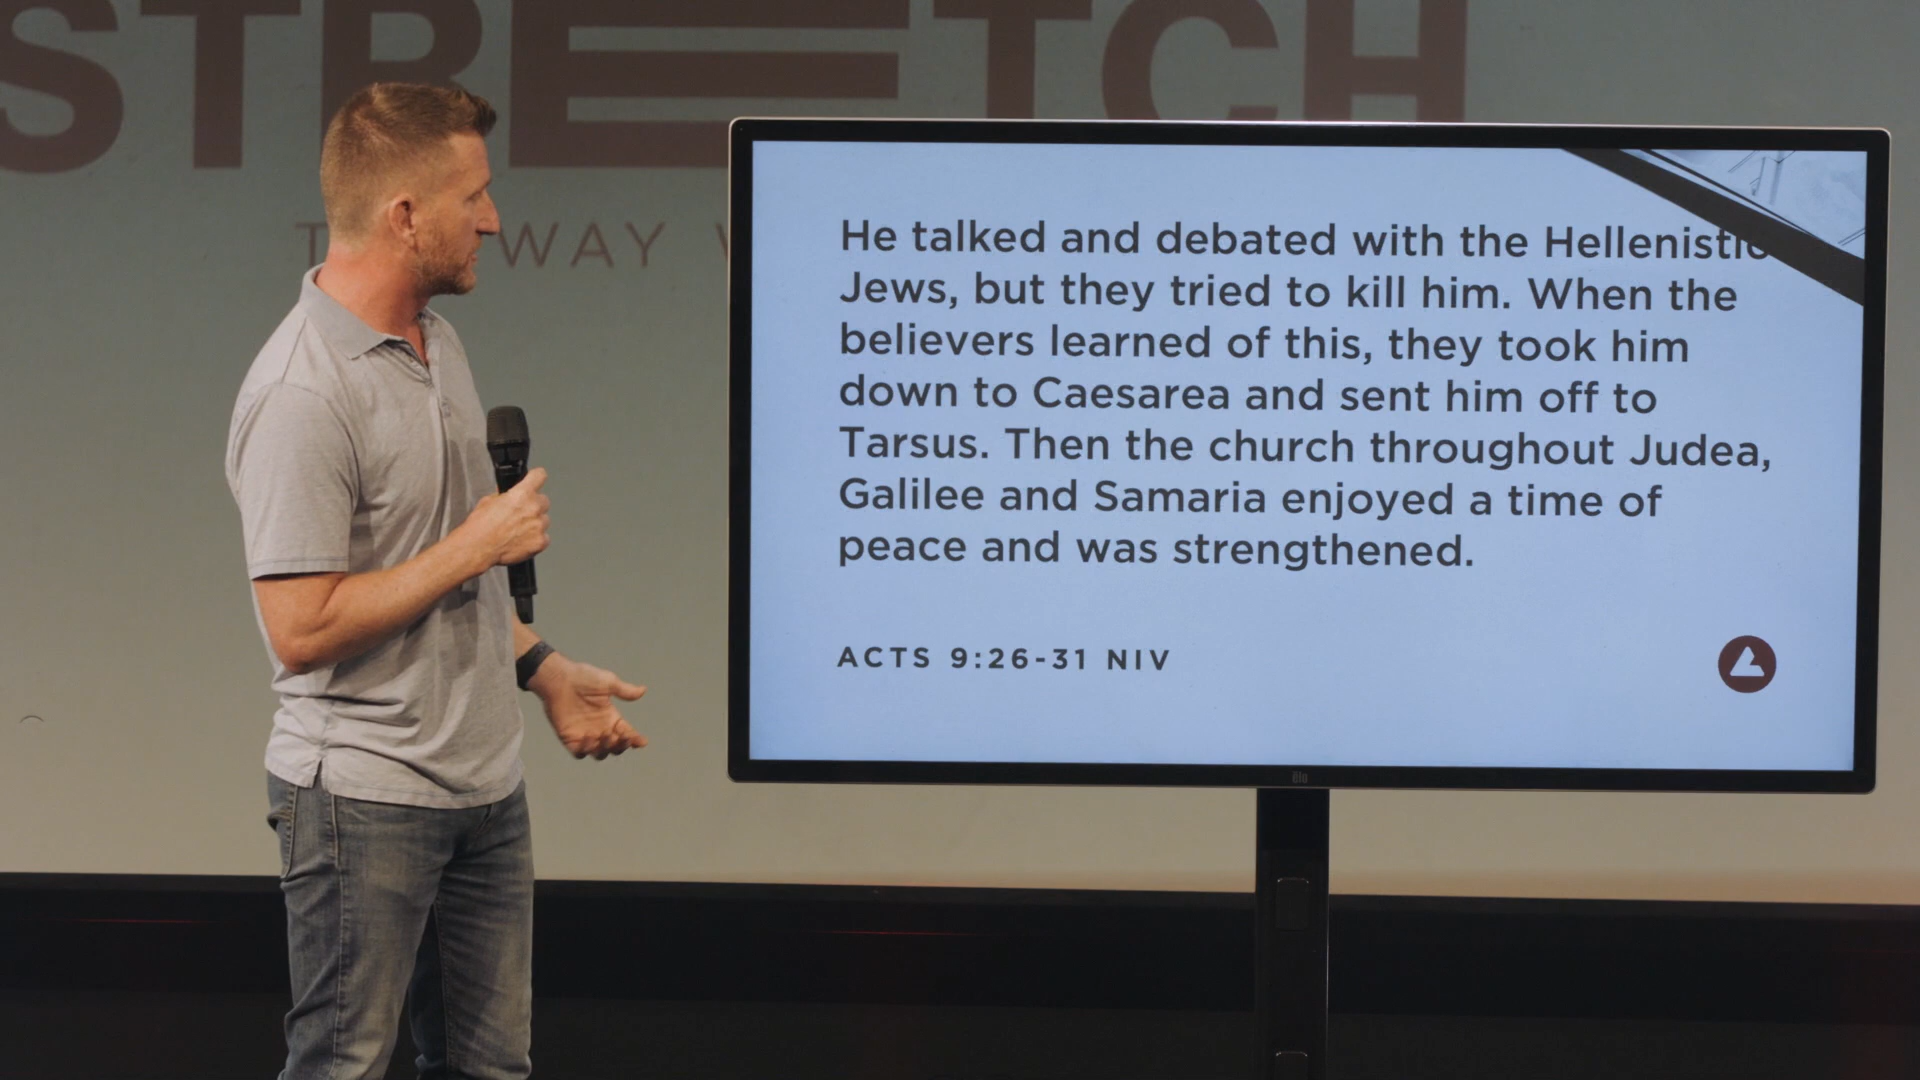 STRETCH
WAY
He talked and debated with the Hellenistic
Jews, but they tried to kill him. When the
believers learned of this, they took him
down to Caesarea and sent him off to
Tarsus. Then the church throughout Judea,
Galilee and Samaria enjoyed a time of
peace and was strengthened.
ACTS 9:26-31 NIV
elo